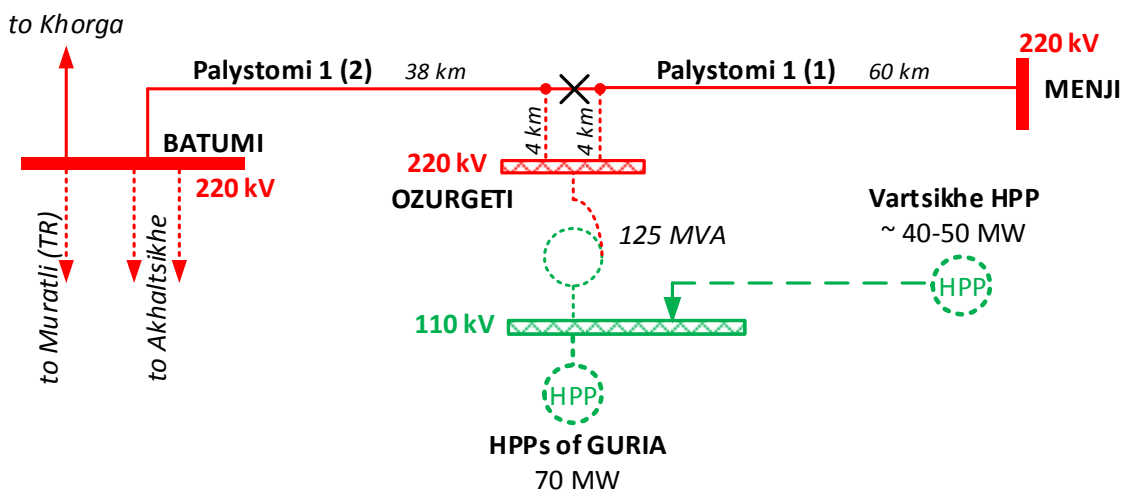 to Khorga
220 kV
Palystomi 1 (2)
38 km
Palystomi 1 (1)
60 km
MENJI
BATUMI
4 km
4 km
220 kV
220 kV
OZURGETI
Vartsikhe HPP
~ 40-50 MW
125 MVA
to Muratli (TR)
to Akhaltsikhe
HPP
110 kV
HPP
HPPs of GURIA
70 MW